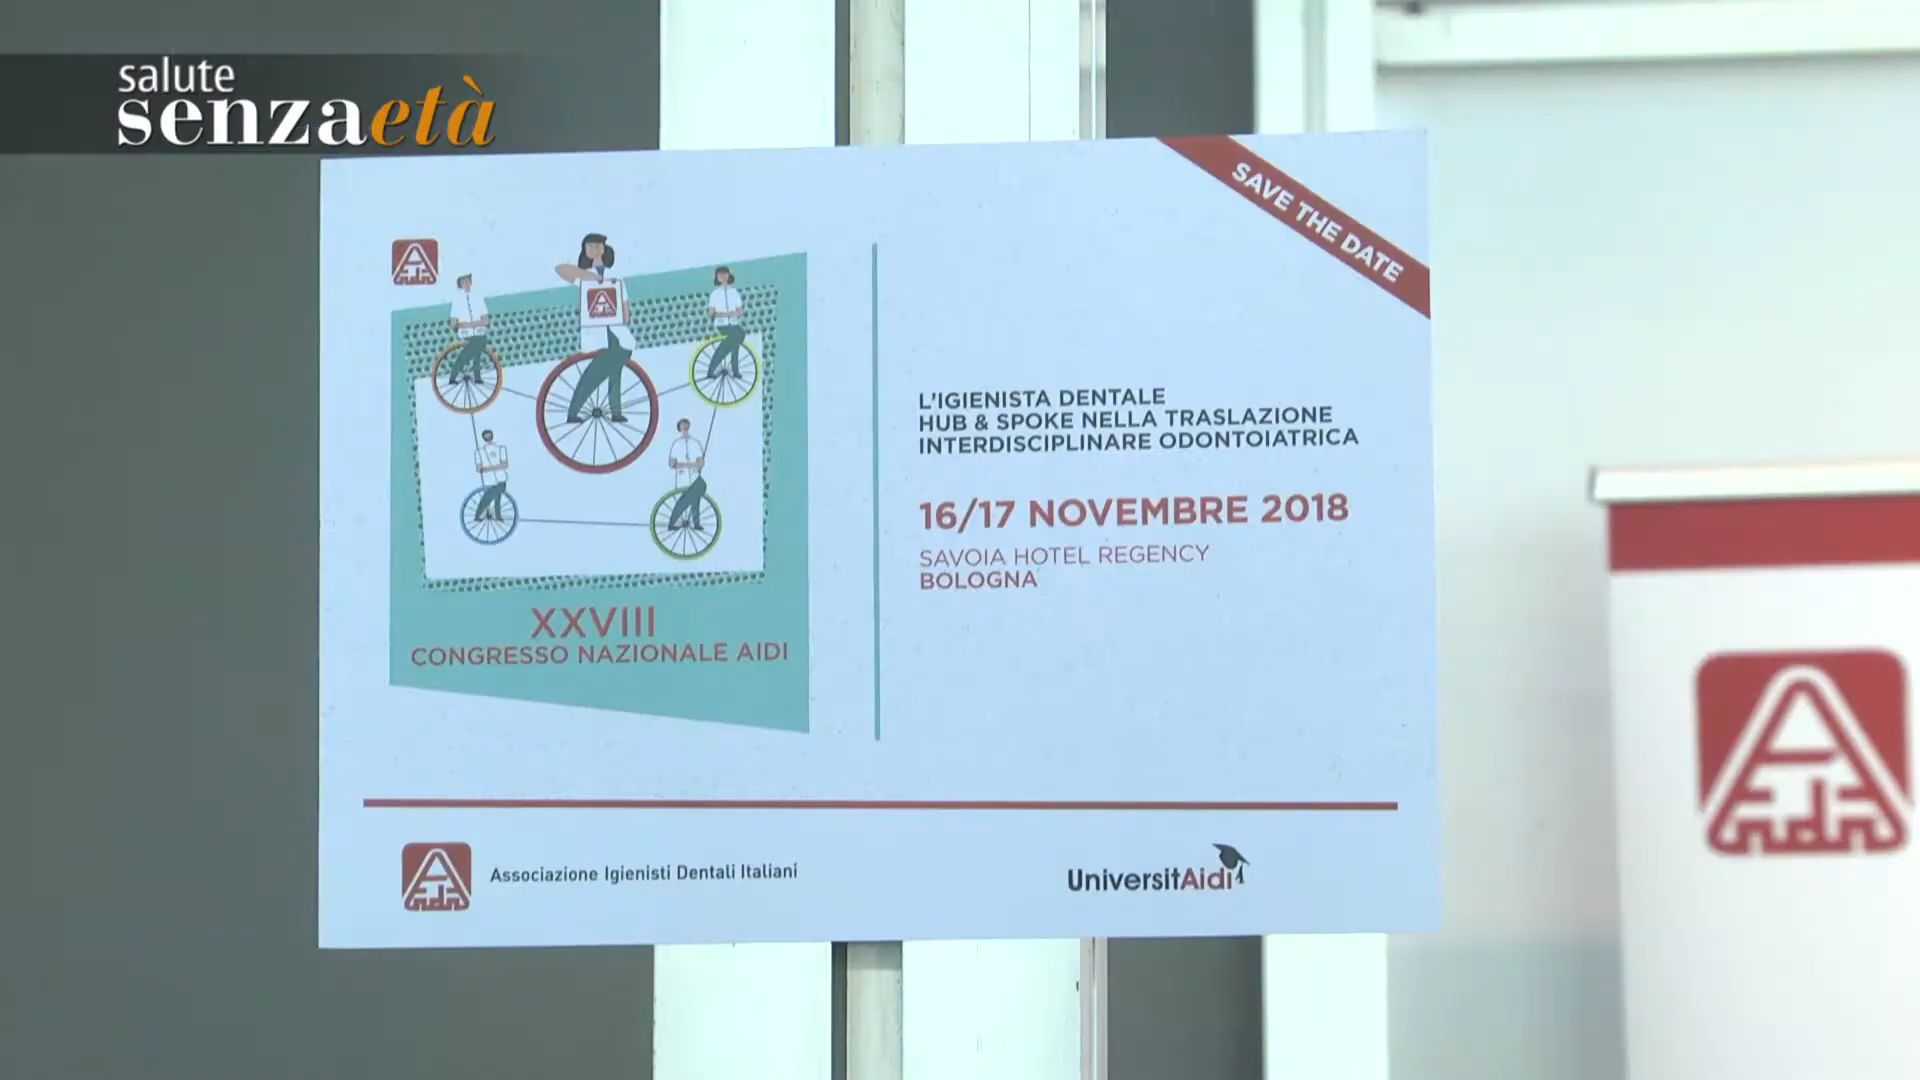 salute
senzaetà
SAVE THE DATE
L'IGIENISTA DENTALE
HUB & SPOKE NELLA TRASLAZIONE
INTERDISCIPLINARE ODONTOIATRICA
16/17 NOVEMBRE 2018
SAVOIA HOTEL REGENCY
BOLOGNA
XXVIII
CONGRESSO NAZIONALE AIDI
Associazione Igienisti Dentali Italiani
UniversitAidi